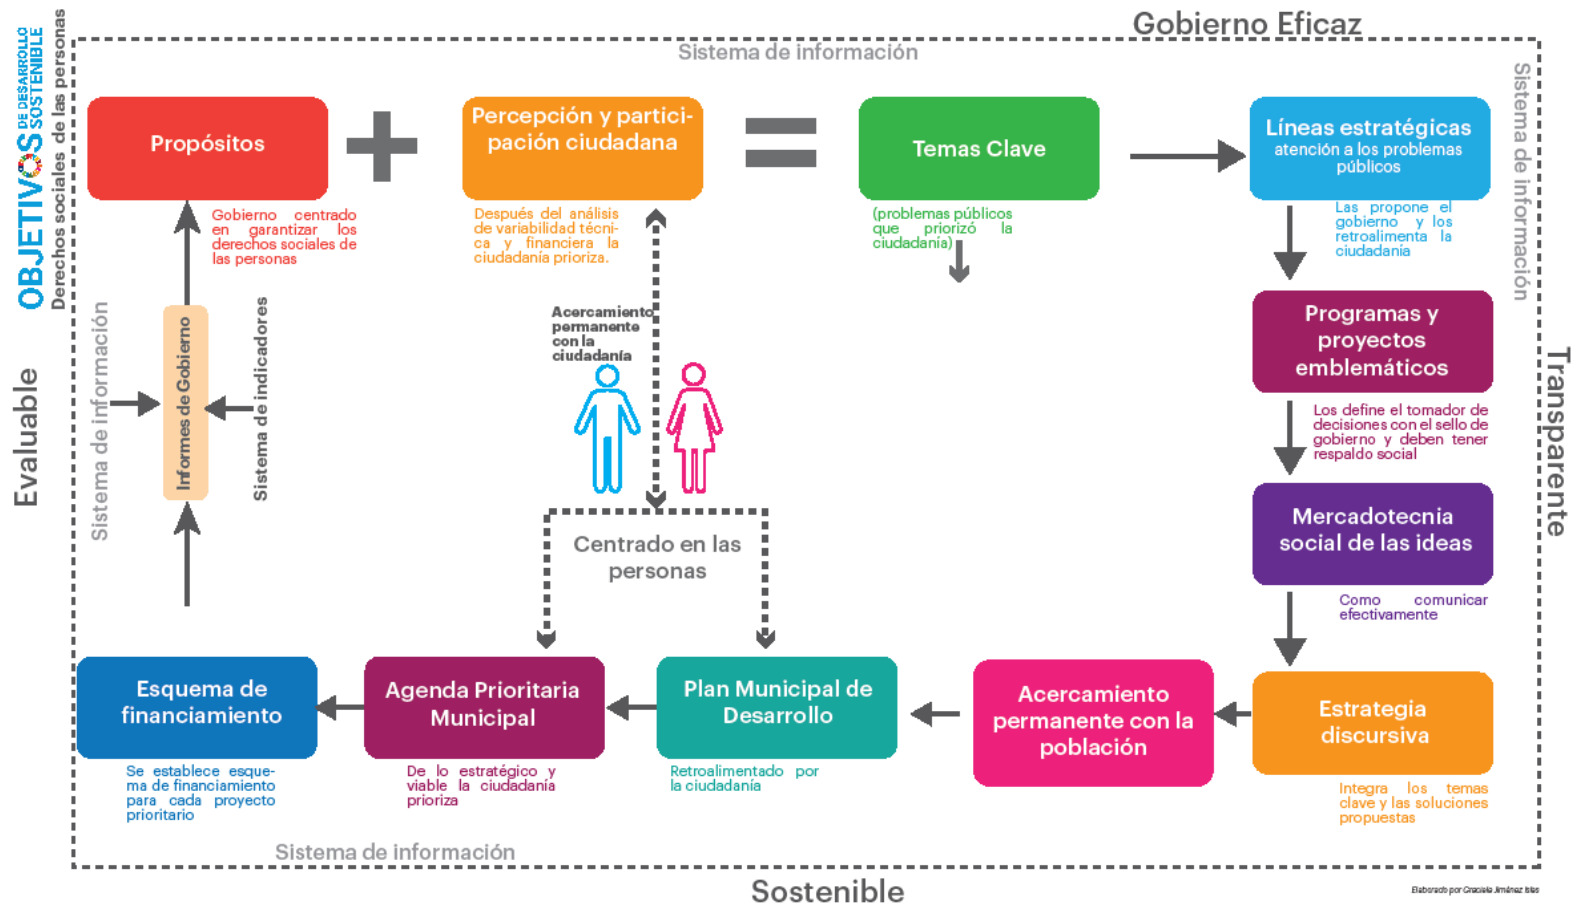 Gobierno Eficaz
Sistema de información
OBJETIVOS
DE DESARROLLO
SOSTENIBLE
Derechos sociales de las personas
Propósitos
Gobierno centrado
en garantizar los
derechos sociales de
las personas
Percepción y partici-
pación ciudadana
Después del análisis
de variabilidad técni-
ca y financiera la
ciudadanía prioriza.
Temas Clave
(problemas públicos
que priorizó la
ciudadanía)
Líneas estratégicas
atención a los problemas
públicos
Las propone el
gobierno y los
retroalimenta la
ciudadanía
Sistema de información
Programas y
proyectos
emblemáticos
Los define el tomador de
decisiones con el sello de
gobierno y deben tener
respaldo social
Transparente
Mercadotecnia
social de las ideas
Como comunicar
efectivamente
Estrategia
discursiva
Integra los temas
clave y las soluciones
propuestas
Acercamiento
permanente con la
población
Plan Municipal de
Desarrollo
Retroalimentado por
la ciudadanía
Agenda Prioritaria
Municipal
De lo estratégico y
viable la ciudadanía
prioriza
Esquema de
financiamiento
Se establece esque-
ma de financiamiento
para cada proyecto
prioritario
Informes de Gobierno
Sistema de información
Sistema de indicadores
Evaluable
Acercamiento
permanente
con la
ciudadanía
Centrado en las
personas
Sistema de información
Sostenible
Elaborado por Graciela Jiménez Islas